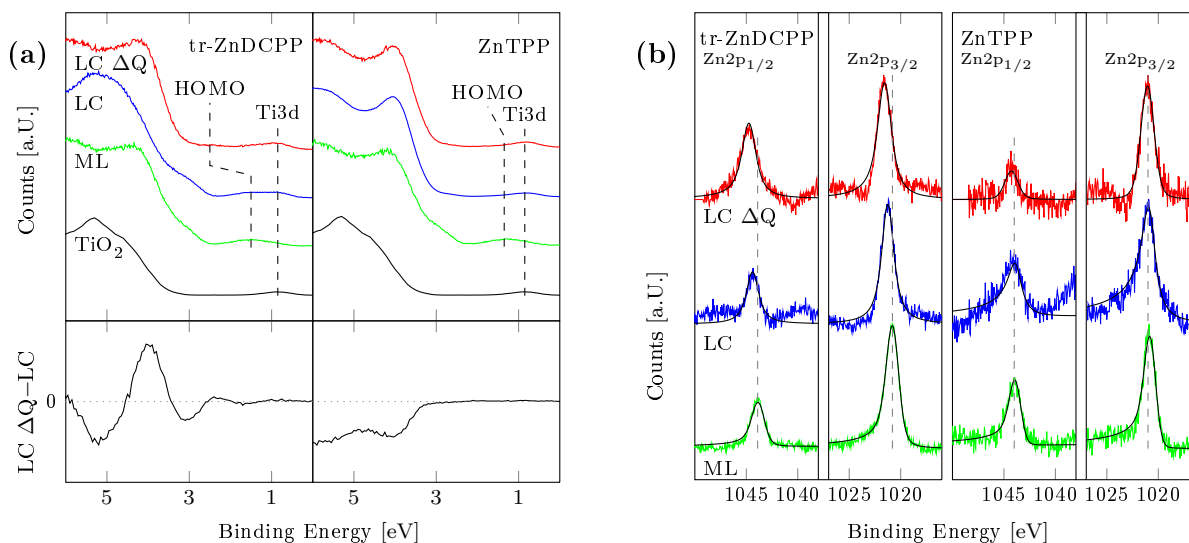 (a)
tr-ZnDCPP
ZnTPP
LC ΔQ
HOMO
HOMO
LC
Ti3d
Ti3d
ML
TiO2
Counts [a.U.]
LC ΔQ−LC
0
5
3
1
5
3
1
Binding Energy [eV]
(b)
tr-ZnDCPP
Zn2p1/2
Zn2p3/2
ZnTPP
Zn2p1/2
Zn2p3/2
LC ΔQ
LC
ML
Counts [a.U.]
1045
1040
1025
1020
1045
1040
1025
1020
Binding Energy [eV]